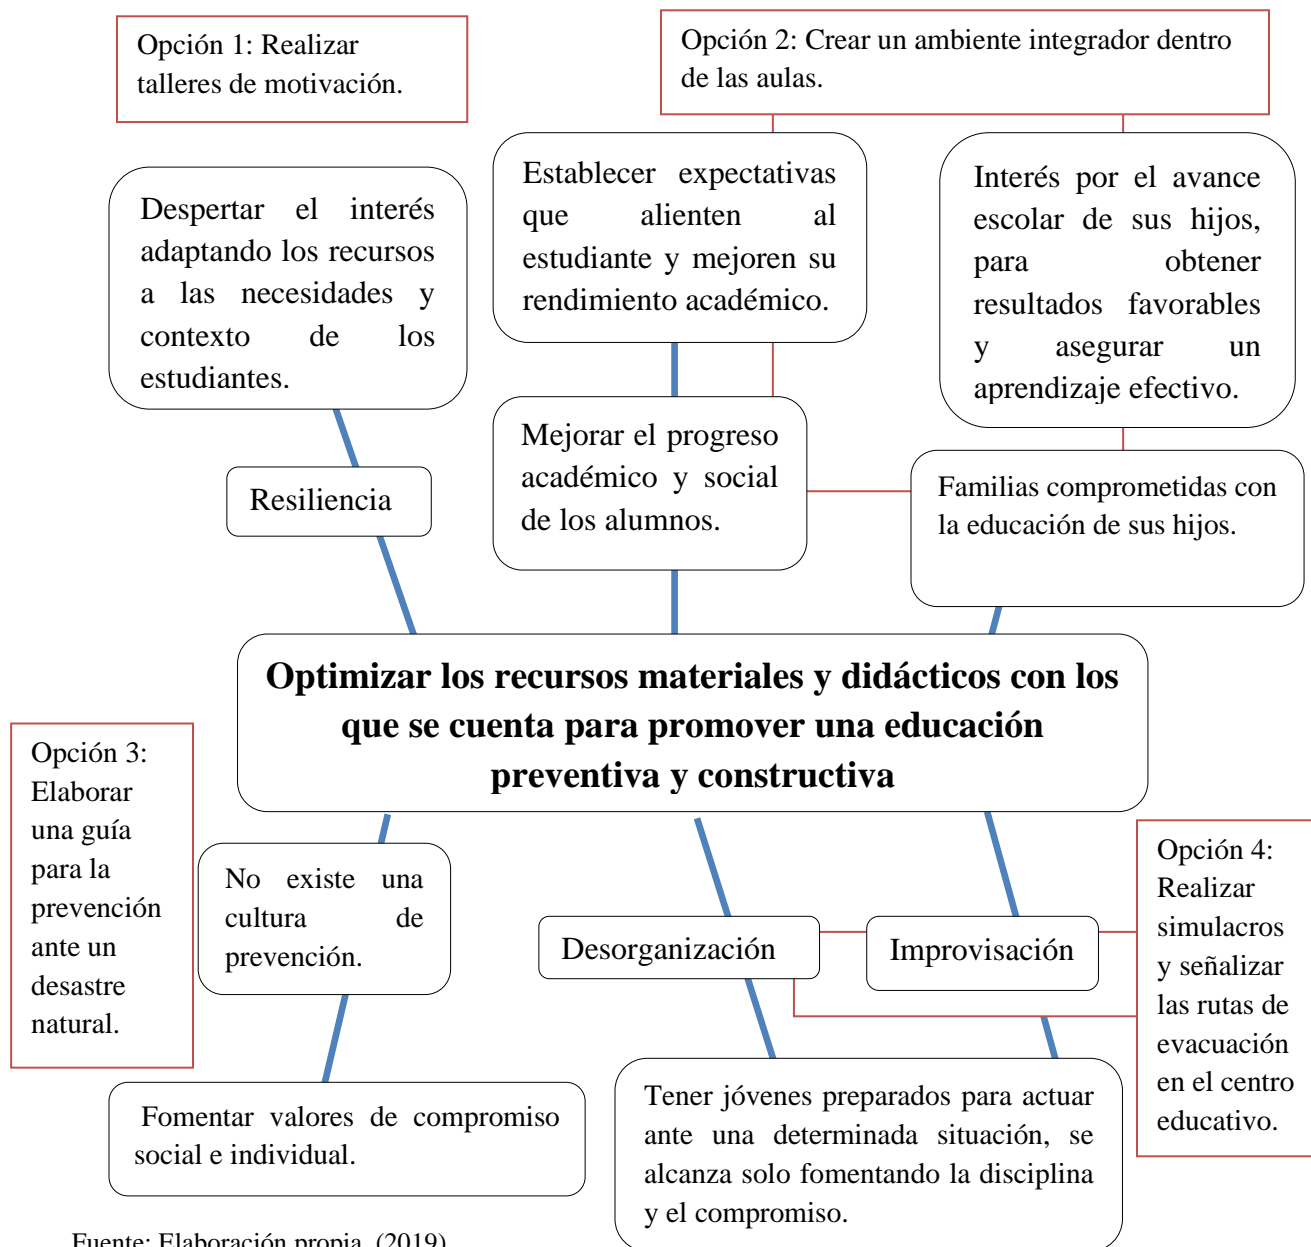 Opción 1: Realizar
talleres de motivación.
Opción 2: Crear un ambiente integrador dentro
de las aulas.
Despertar el interés
adaptando los recursos
a las necesidades y
contexto de los
estudiantes.
Establecer expectativas
que alienten al
estudiante y mejoren su
rendimiento académico.
Interés por el avance
escolar de sus hijos,
para obtener
resultados favorables
y asegurar un
aprendizaje efectivo.
Resiliencia
Mejorar el progreso
académico y social
de los alumnos.
Familias comprometidas con
la educación de sus hijos.
Optimizar los recursos materiales y didácticos con los
que se cuenta para promover una educación
preventiva y constructiva
Opción 3:
Elaborar
una guía
para la
prevención
ante un
desastre
natural.
No existe una
cultura de
prevención.
Desorganización
Improvisación
Opción 4:
Realizar
simulacros
y señalizar
las rutas de
evacuación
en el centro
educativo.
Fomentar valores de compromiso
social e individual.
Tener jóvenes preparados para actuar
ante una determinada situación, se
alcanza solo fomentando la disciplina
y el compromiso.
Fuente: Elaboración propia. (2019)